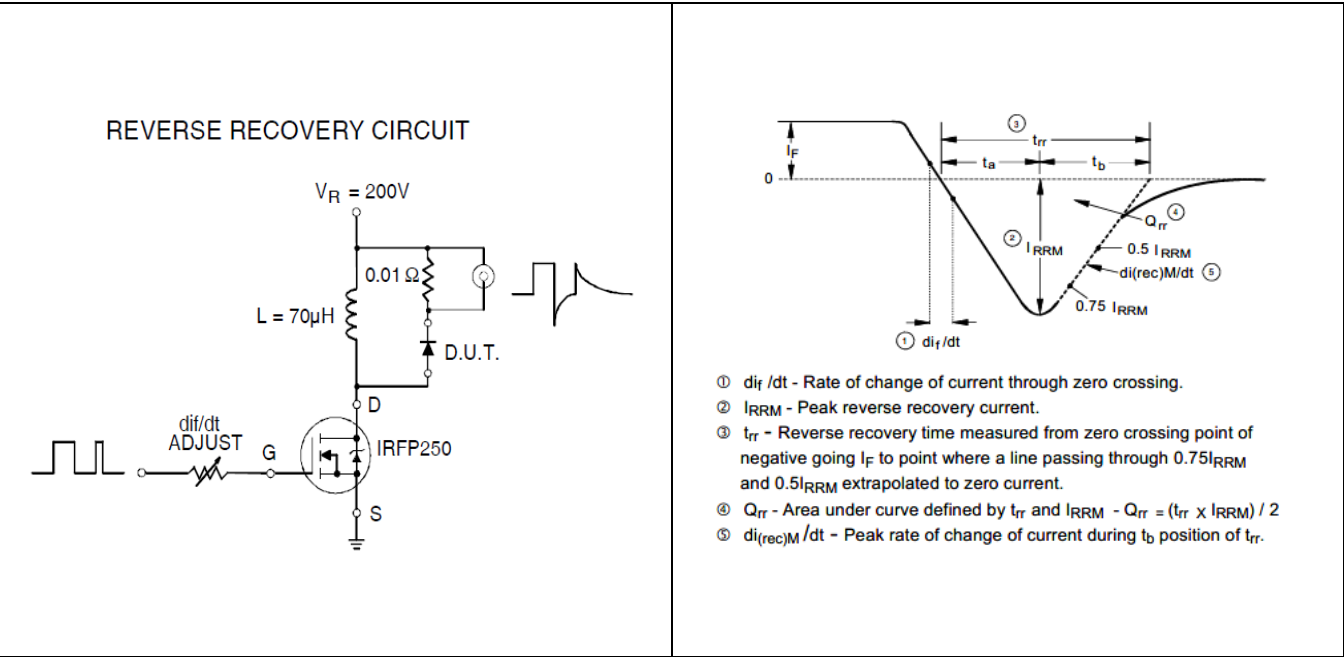 REVERSE RECOVERY CIRCUIT
VR = 200V
0.01 Ω
L = 70μH
D.U.T.
D
dif/dt
ADJUST
G
IRFP250
S
③
trr
IF
ta
tb
0
④
Qrr
② IRRM
0.5 IRRM
di(rec)M/dt ⑤
0.75 IRRM
① dif/dt
① dif /dt - Rate of change of current through zero crossing.
② IRRM - Peak reverse recovery current.
③ trr - Reverse recovery time measured from zero crossing point of
negative going IF to point where a line passing through 0.75IRRM
and 0.5IRRM extrapolated to zero current.
④ Qrr - Area under curve defined by trr and IRRM - Qrr = (trr X IRRM) / 2
⑤ di(rec)M /dt - Peak rate of change of current during tb position of trr.